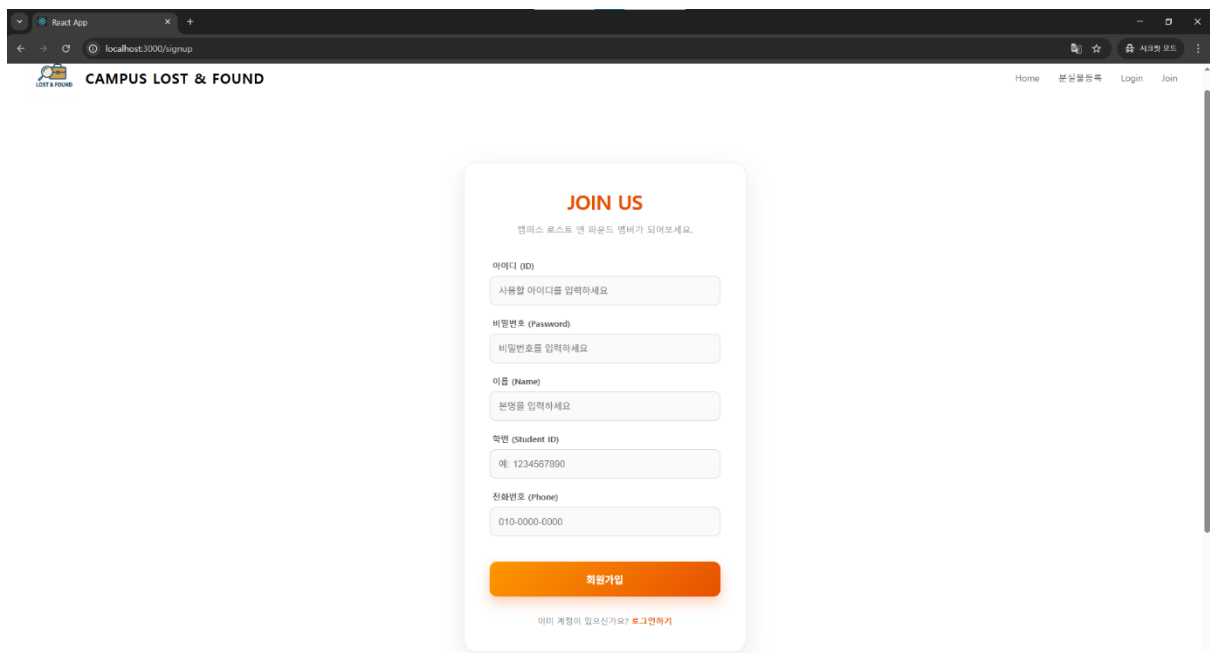 React App
localhost:3000/signup
시크릿 모드
LOST & FOUND
CAMPUS LOST & FOUND
Home 분실물등록 Login Join
JOIN US
캠퍼스 로스트 앤 파운드 멤버가 되어보세요.
아이디 (ID)
사용할 아이디를 입력하세요
비밀번호 (Password)
비밀번호를 입력하세요
이름 (Name)
본명을 입력하세요
학번 (Student ID)
예: 1234567890
전화번호 (Phone)
010-0000-0000
회원가입
이미 계정이 있으신가요? 로그인하기